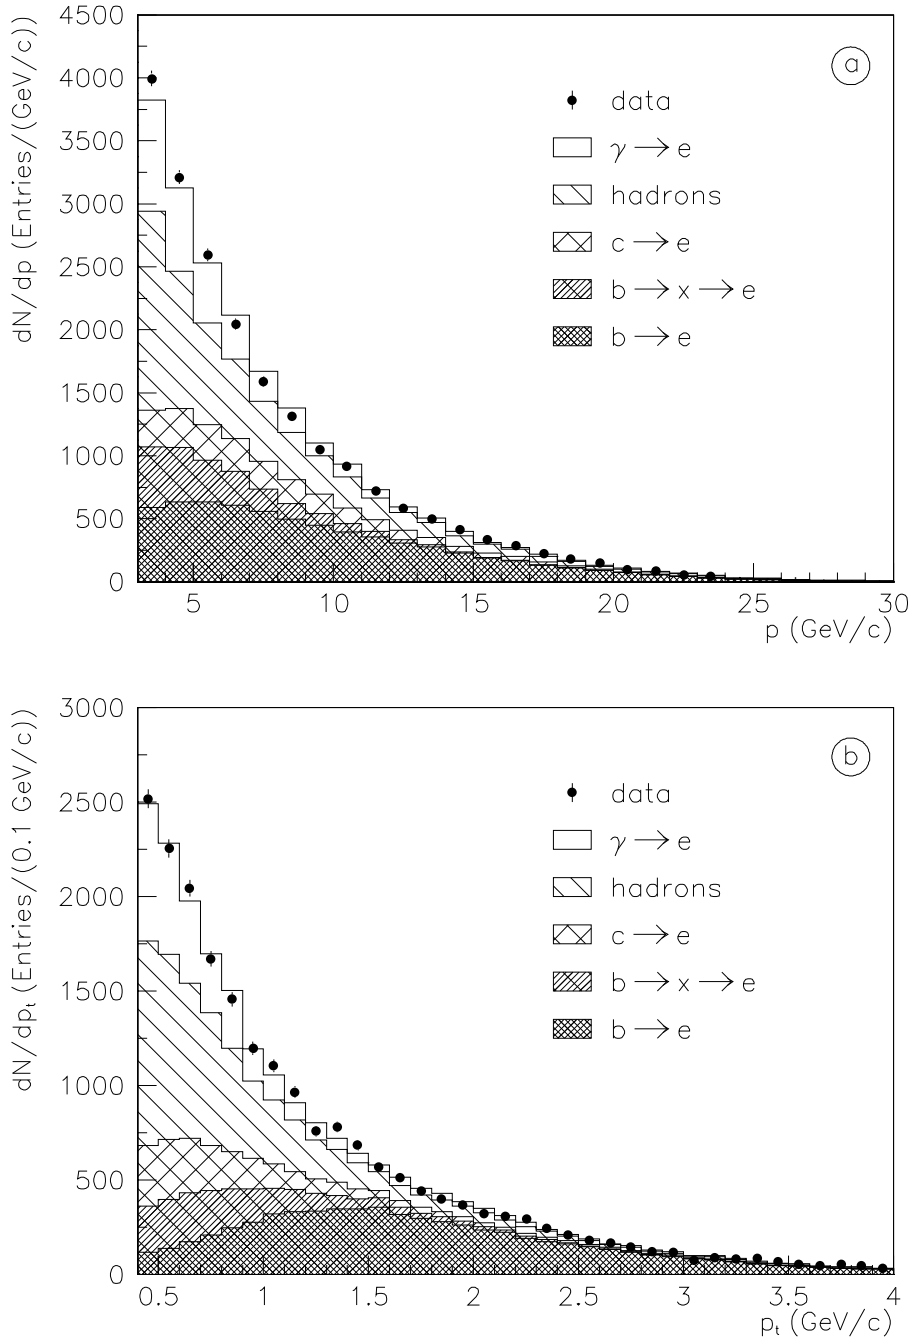 dN/dp (Entries/(GeV/c))
4500
4000
3500
3000
2500
2000
1500
1000
500
0
a
data
γ → e
hadrons
c → e
b → x → e
b → e
5 10 15 20 25 30
p (GeV/c)
dN/dpₜ (Entries/(0.1 GeV/c))
3000
2500
2000
1500
1000
500
0
b
data
γ → e
hadrons
c → e
b → x → e
b → e
0.5 1 1.5 2 2.5 3 3.5 4
pₜ (GeV/c)